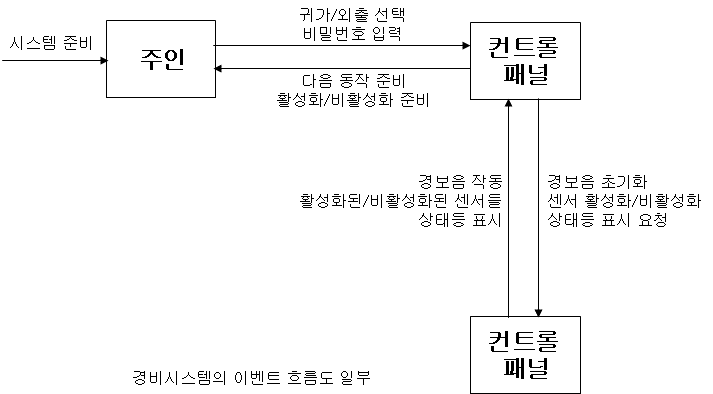 시스템 준비
주인
귀가/외출 선택
비밀번호 입력
다음 동작 준비
활성화/비활성화 준비
컨트롤
패널
경보음 작동
활성화된/비활성화된 센서들
상태등 표시
경보음 초기화
센서 활성화/비활성화
상태등 표시 요청
컨트롤
패널
경비시스템의 이벤트 흐름도 일부